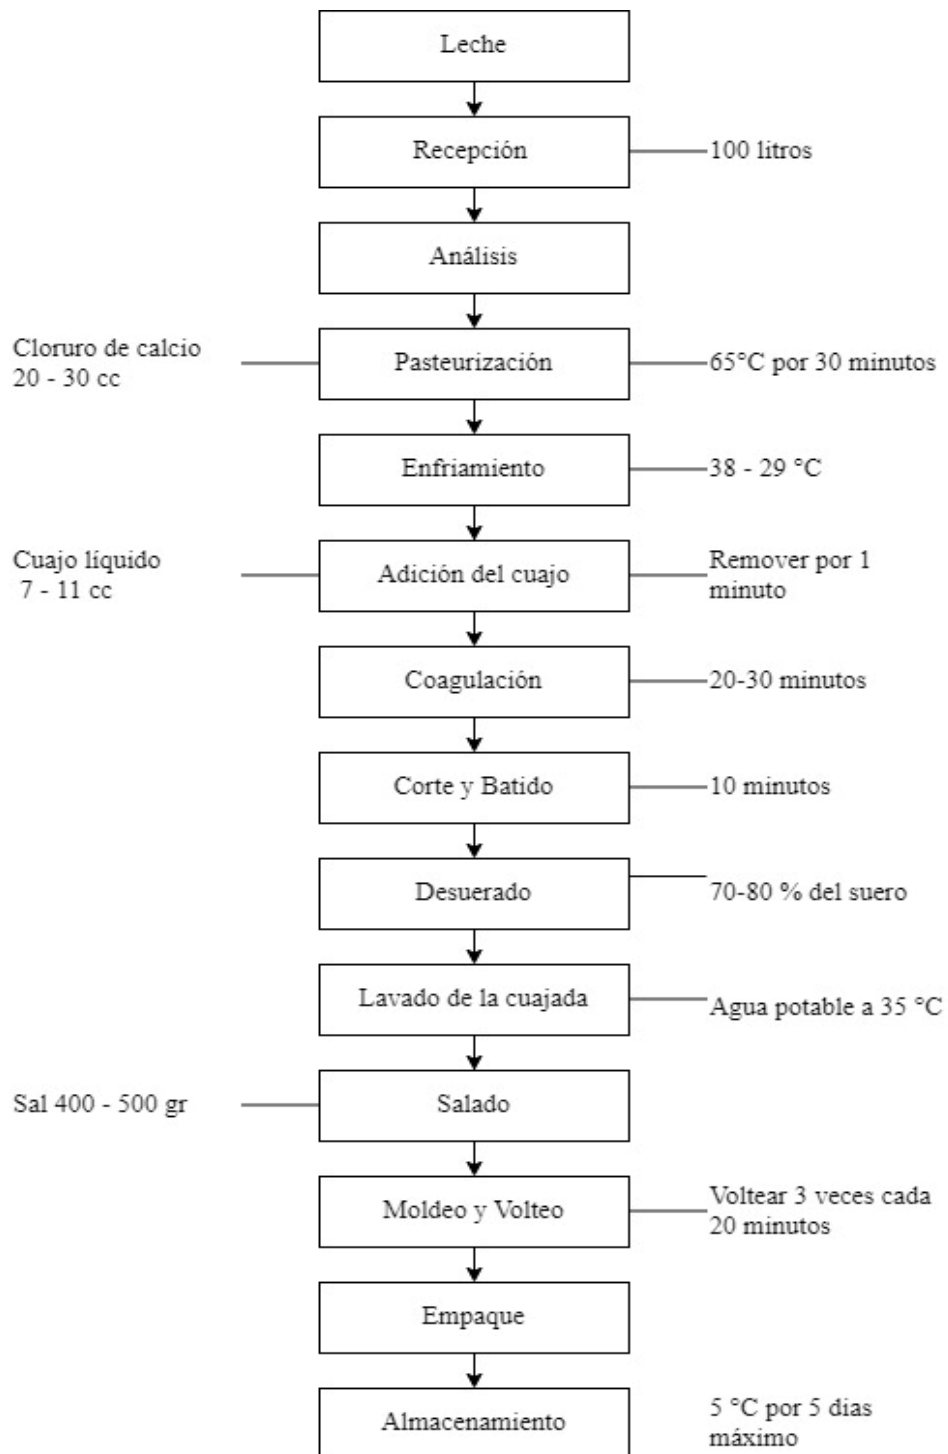 Leche
Recepción
100 litros
Análisis
Cloruro de calcio
20 - 30 cc
Pasteurización
65°C por 30 minutos
Enfriamiento
38 - 29 °C
Cuajo líquido
7 - 11 cc
Adición del cuajo
Remover por 1
minuto
Coagulación
20-30 minutos
Corte y Batido
10 minutos
Desuerado
70-80 % del suero
Lavado de la cuajada
Agua potable a 35 °C
Sal 400 - 500 gr
Salado
Moldeo y Volteo
Voltear 3 veces cada
20 minutos
Empaque
Almacenamiento
5 °C por 5 dias
máximo